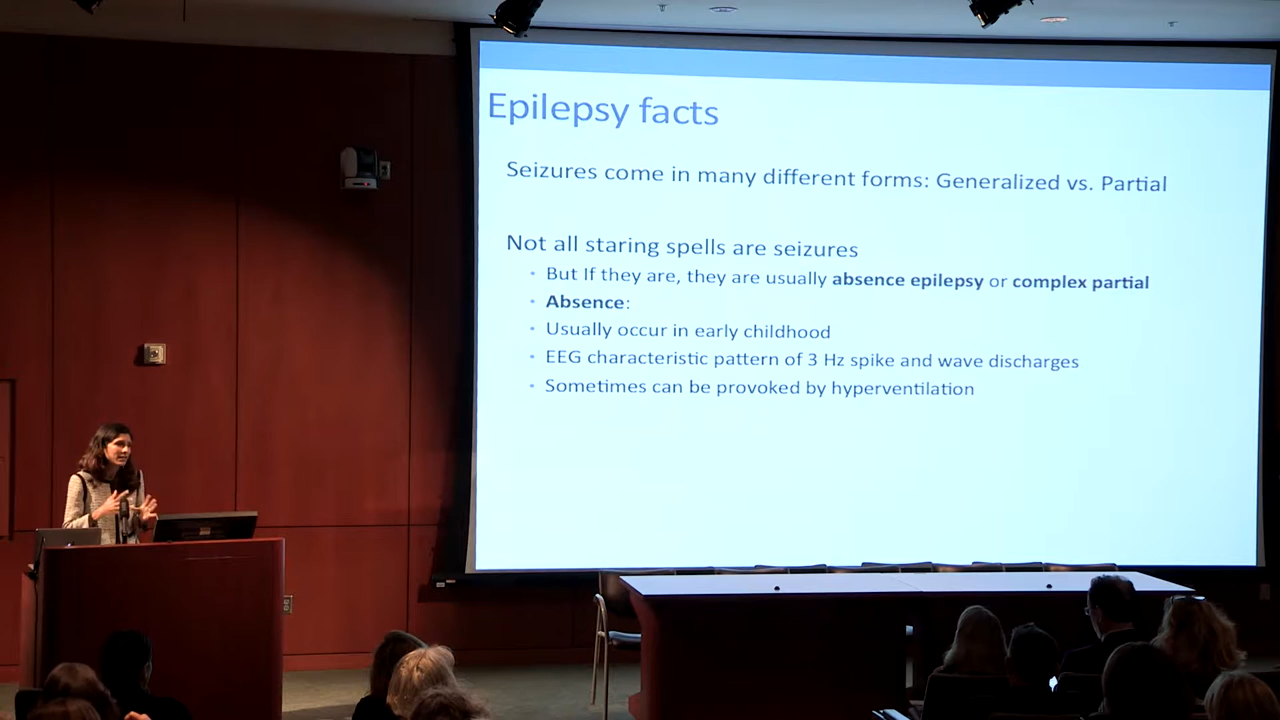 Epilepsy facts
Seizures come in many different forms: Generalized vs. Partial
Not all staring spells are seizures
• But If they are, they are usually absence epilepsy or complex partial
• Absence:
• Usually occur in early childhood
• EEG characteristic pattern of 3 Hz spike and wave discharges
• Sometimes can be provoked by hyperventilation